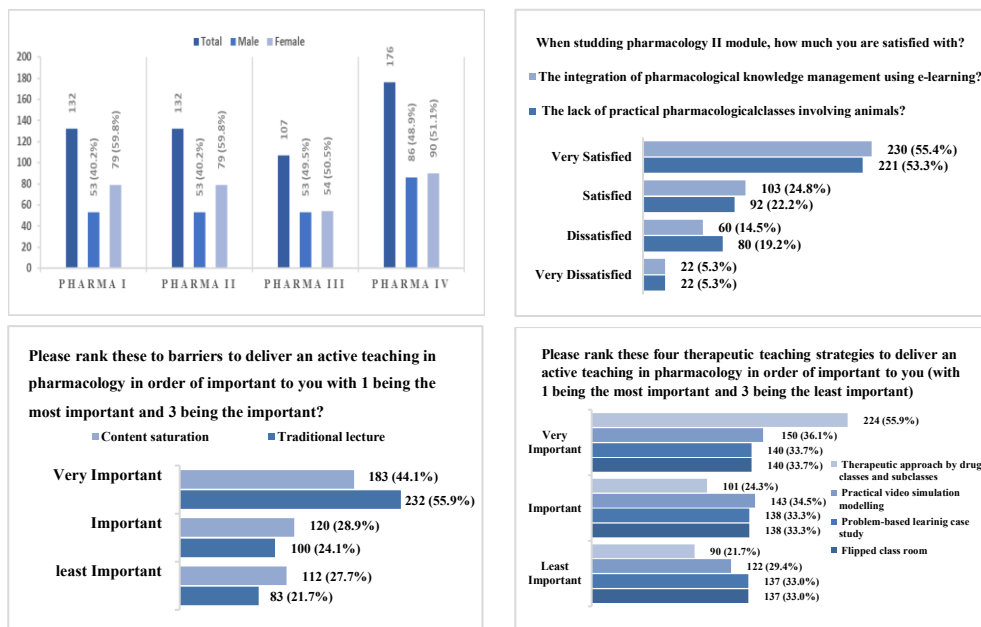 Total Male Female
200
180
160
140
120
100
80
60
40
20
0
132
53 (40.2%)
79 (59.8%)
132
53 (40.2%)
79 (59.8%)
107
53 (49.5%)
54 (50.5%)
176
86 (48.9%)
90 (51.1%)
PHARMA I PHARMA II PHARMA III PHARMA IV
When studding pharmacology II module, how much you are satisfied with?
The integration of pharmacological knowledge management using e-learning?
The lack of practical pharmacologicalclasses involving animals?
Very Satisfied
230 (55.4%)
221 (53.3%)
Satisfied
103 (24.8%)
92 (22.2%)
Dissatisfied
60 (14.5%)
80 (19.2%)
Very Dissatisfied
22 (5.3%)
22 (5.3%)
Please rank these to barriers to deliver an active teaching in
pharmacology in order of important to you with 1 being the
most important and 3 being the important?
Content saturation Traditional lecture
Very Important
183 (44.1%)
232 (55.9%)
Important
120 (28.9%)
100 (24.1%)
least Important
112 (27.7%)
83 (21.7%)
Please rank these four therapeutic teaching strategies to deliver an
active teaching in pharmacology in order of important to you (with
1 being the most important and 3 being the least important)
Very
Important
224 (55.9%)
150 (36.1%)
140 (33.7%)
140 (33.7%)
Important
101 (24.3%)
143 (34.5%)
138 (33.3%)
138 (33.3%)
Least
Important
90 (21.7%)
122 (29.4%)
137 (33.0%)
137 (33.0%)
Therapeutic approach by drug
classes and subclasses
Practical video simulation
modelling
Problem-based learinig case
study
Flipped class room